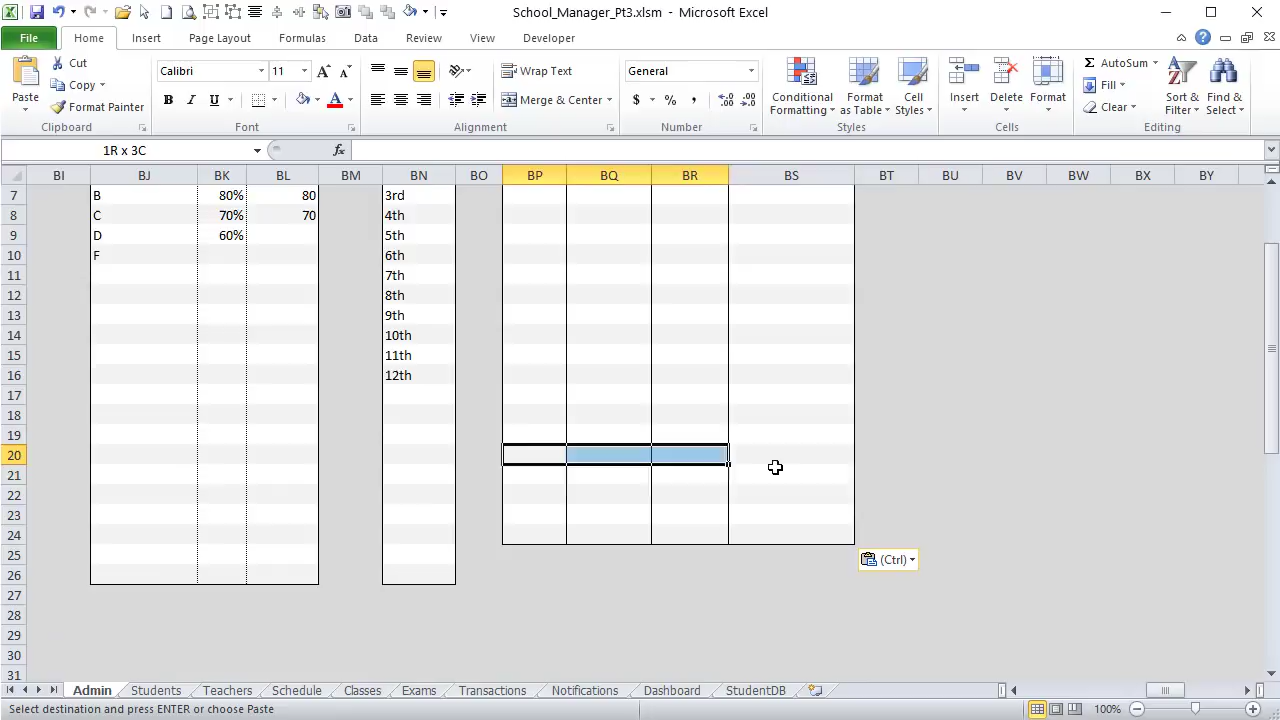 School_Manager_Pt3.xlsm - Microsoft Excel
File Home Insert Page Layout Formulas Data Review View Developer
Cut
Copy
Format Painter
Paste
Clipboard
Calibri 11
B I U A
Font
Wrap Text
Merge & Center
Alignment
General
$ % ,
Number
Conditional Formatting
Format as Table
Cell Styles
Styles
Insert Delete Format
Cells
AutoSum
Fill
Clear
Sort & Filter
Find & Select
Editing
1R x 3C fx
BI BJ BK BL BM BN BO BP BQ BR BS BT BU BV BW BX BY
7 B 80% 80 3rd
8 C 70% 70 4th
9 D 60% 5th
10 F 6th
11 7th
12 8th
13 9th
14 10th
15 11th
16 12th
17
18
19
20
21
22
23
24
25 (Ctrl)
26
27
28
29
30
31
Admin Students Teachers Schedule Classes Exams Transactions Notifications Dashboard StudentDB
Select destination and press ENTER or choose Paste 100%